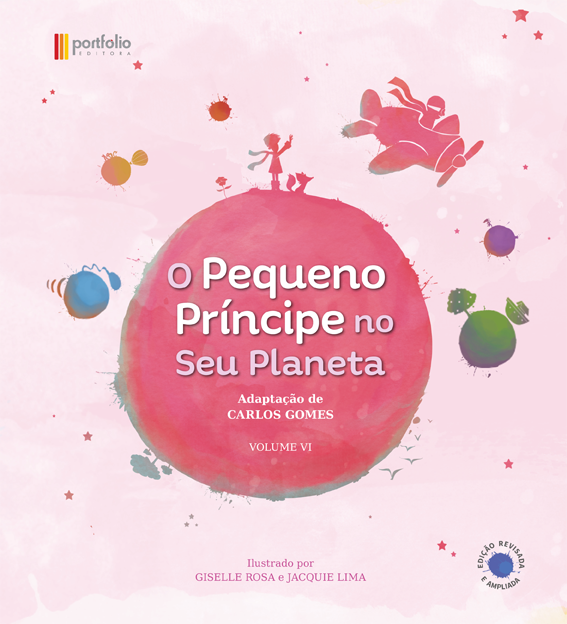 portfolio
EDITORA
O Pequeno
Príncipe no
Seu Planeta
Adaptação de
CARLOS GOMES
VOLUME VI
Ilustrado por
GISELLE ROSA e JACQUIE LIMA
EDIÇÃO REVISADA
E AMPLIADA